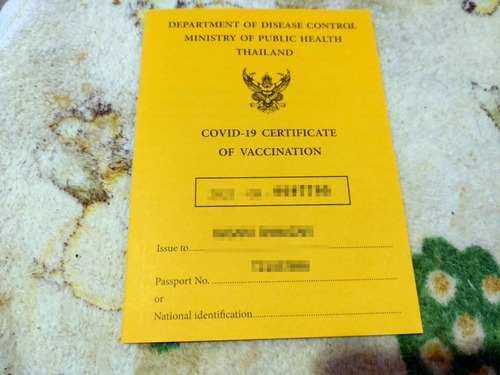 DEPARTMENT OF DISEASE CONTROL
MINISTRY OF PUBLIC HEALTH
THAILAND
COVID-19 CERTIFICATE
OF VACCINATION
Issue to
Passport No.
or
National identification